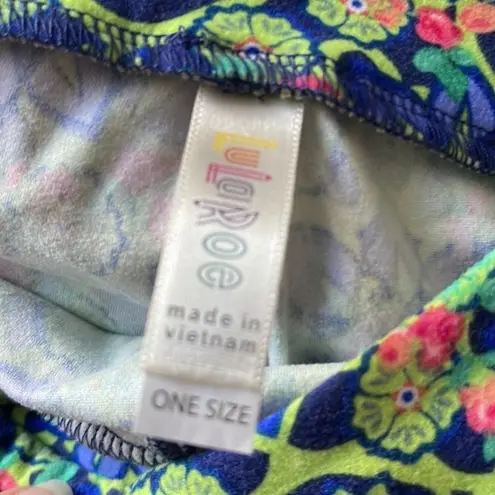 LuLaRoe
made in
vietnam
ONE SIZE